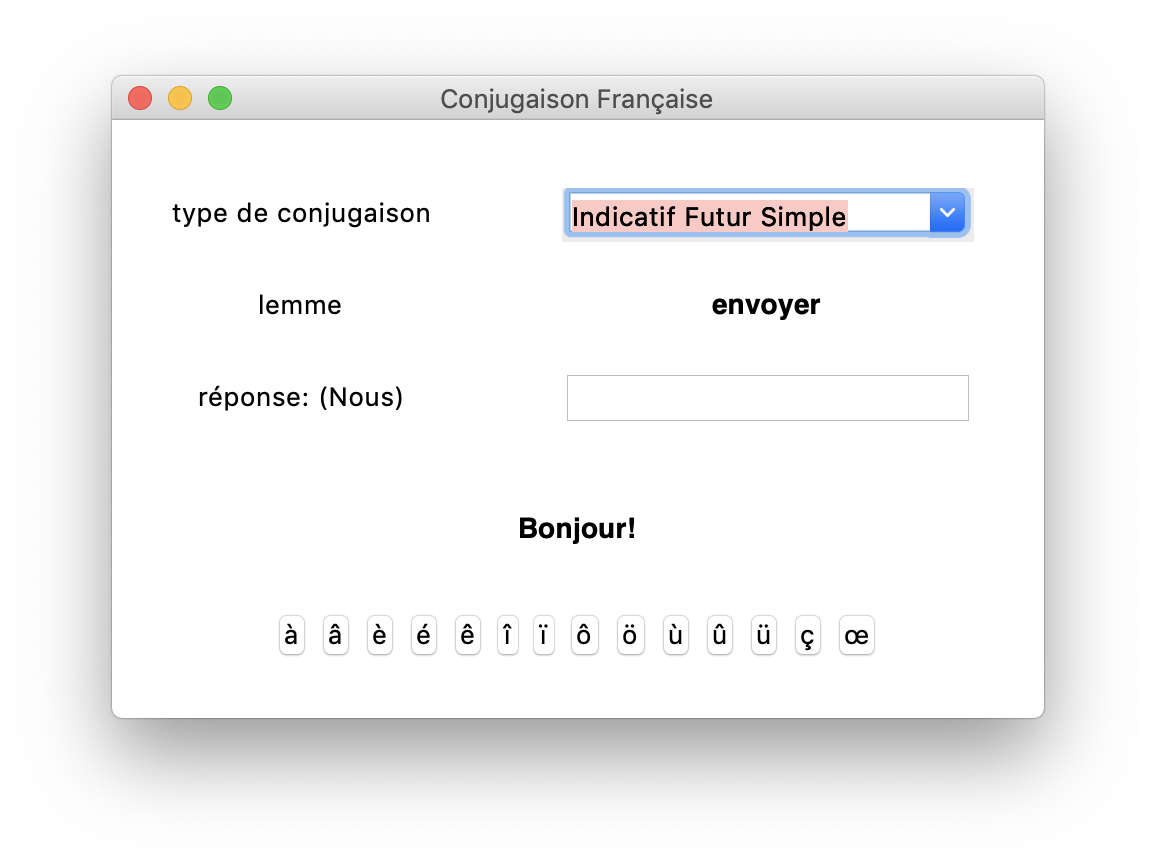 Conjugaison Française
type de conjugaison Indicatif Futur Simple
lemme envoyer
réponse: (Nous)
Bonjour!
à â è é ê î ï ô ö ù û ü ç œ